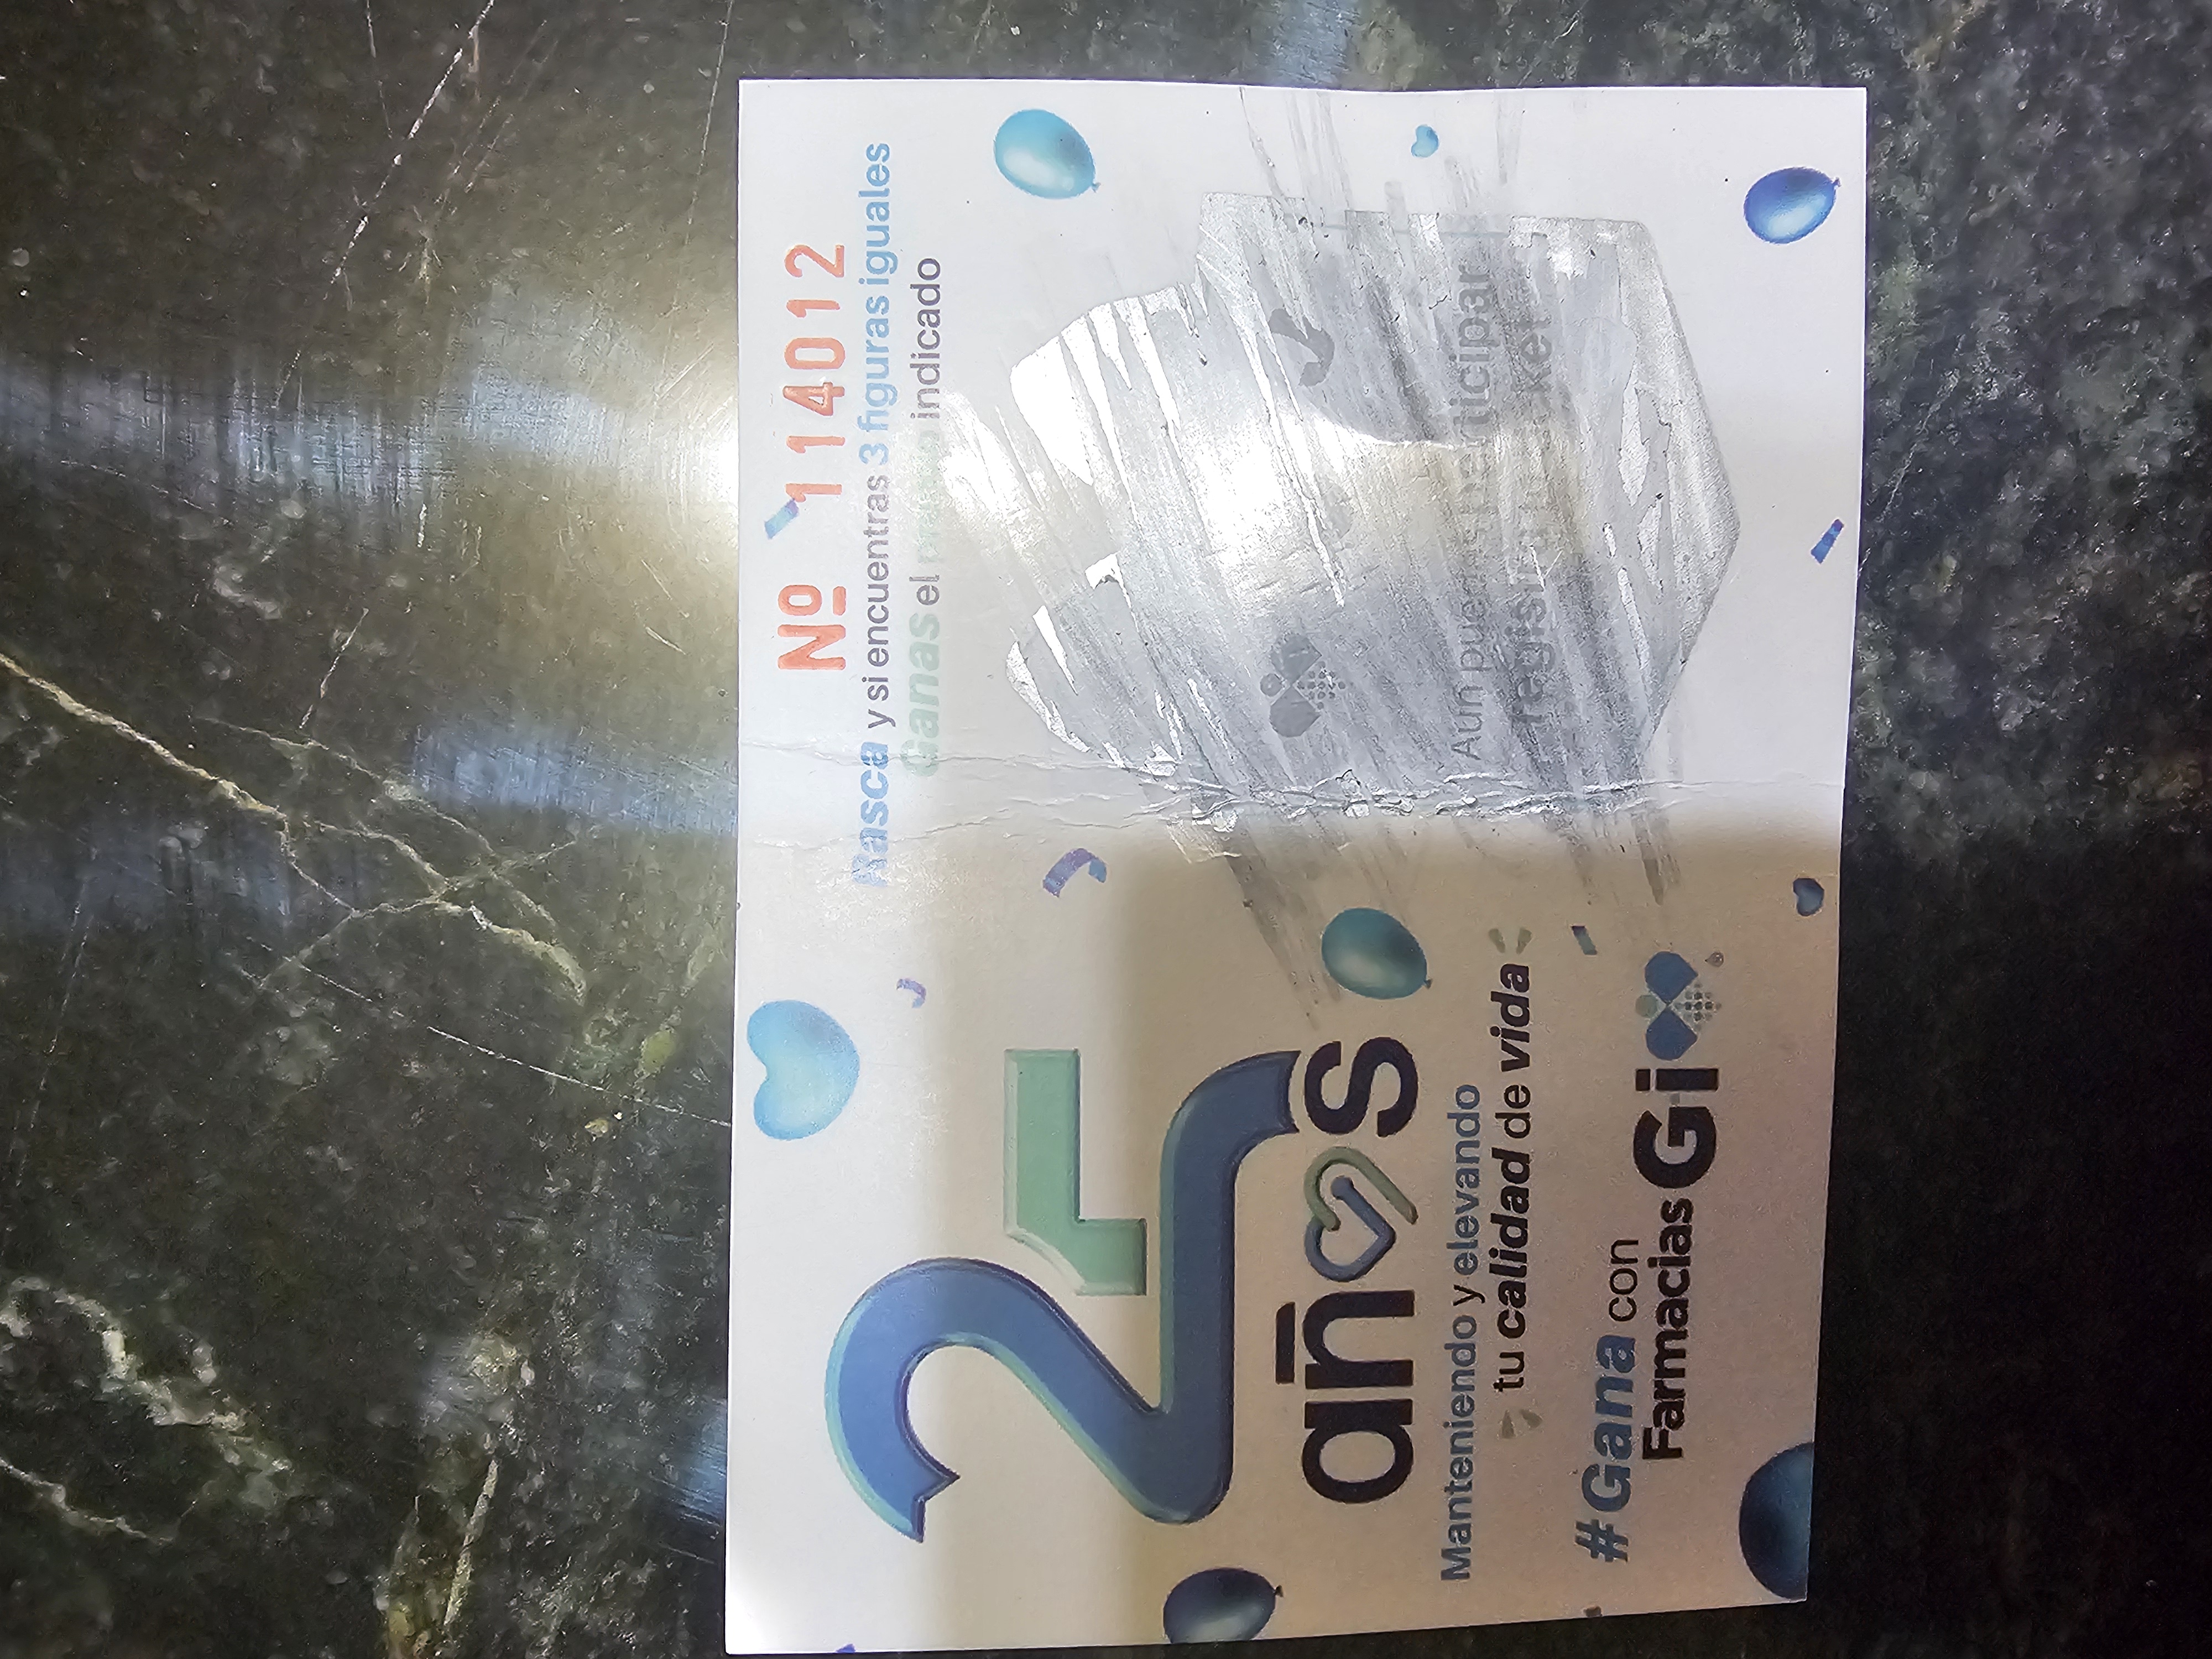 25
años
Manteniendo y elevando
tu calidad de vida
#Gana con
Farmacias Gi
Nº 114012
Rasca y si encuentras 3 figuras iguales
Ganas el premio indicado
Aún puedes participar
registra tu ticket